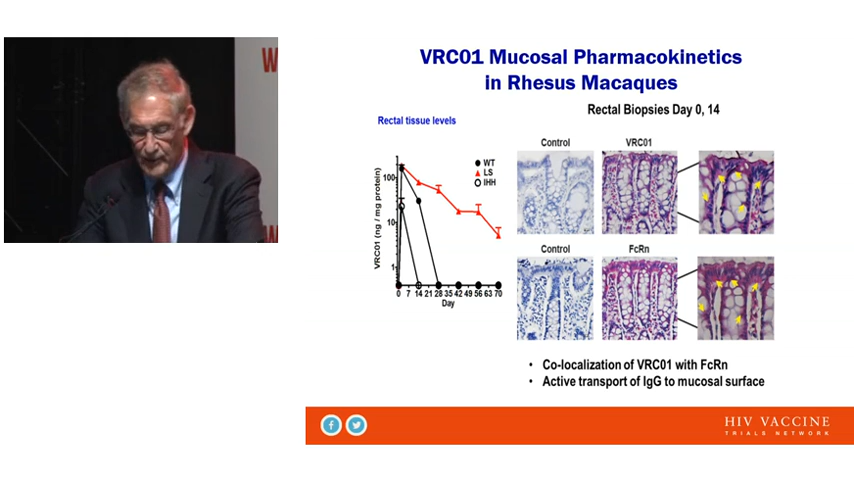 W
VRC01 Mucosal Pharmacokinetics
in Rhesus Macaques
Rectal Biopsies Day 0, 14
Rectal tissue levels
Control
VRC01
WT
LS
IHH
100
10
1
VRC01 (ng / mg protein)
0 7 14 21 28 35 42 49 56 63 70
Day
Control
FcRn
• Co-localization of VRC01 with FcRn
• Active transport of IgG to mucosal surface
HIV VACCINE
TRIALS NETWORK